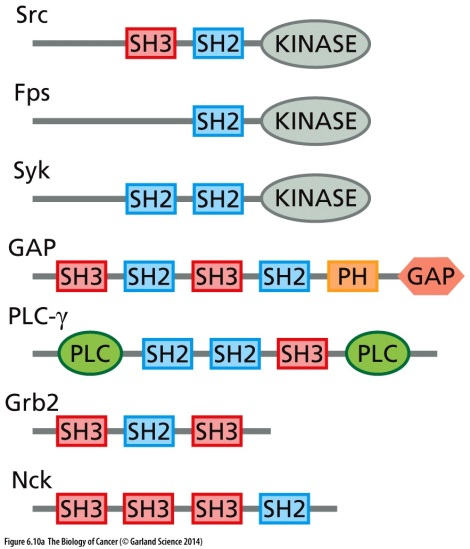 Src
SH3 SH2 KINASE
Fps
SH2 KINASE
Syk
SH2 SH2 KINASE
GAP
SH3 SH2 SH3 SH2 PH GAP
PLC-γ
PLC SH2 SH2 SH3 PLC
Grb2
SH3 SH2 SH3
Nck
SH3 SH3 SH3 SH2
Figure 6.10a The Biology of Cancer (© Garland Science 2014)